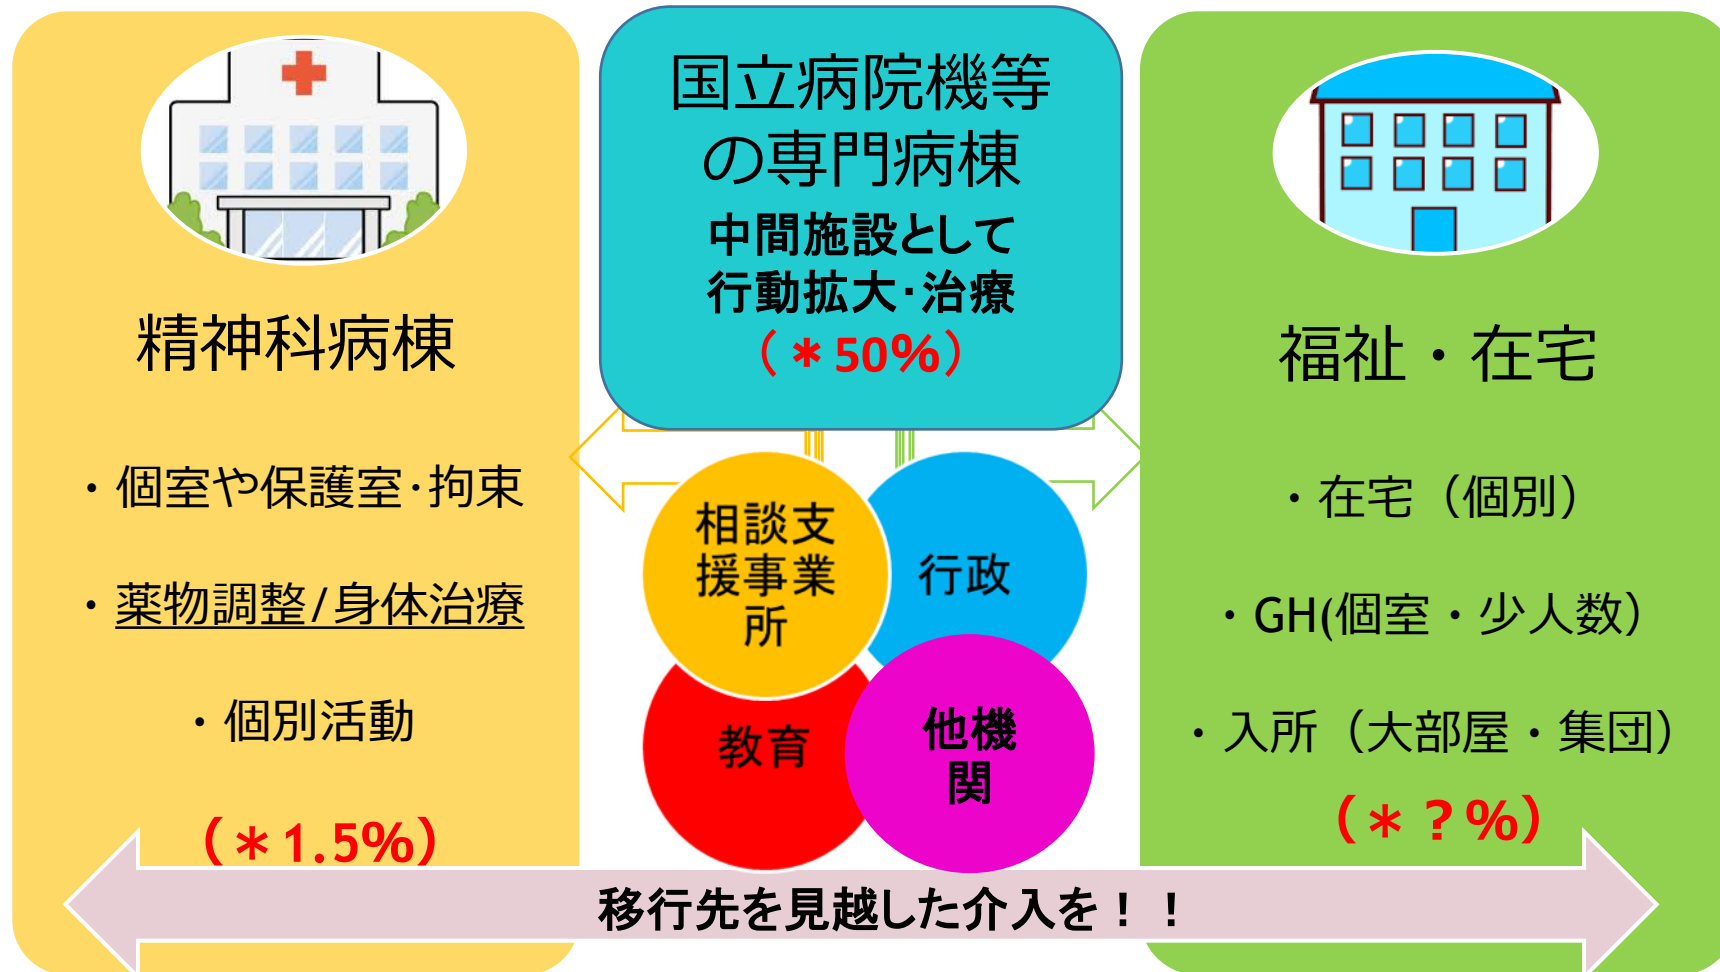 精神科病棟
・個室や保護室・拘束
・薬物調整/身体治療
・個別活動
（＊1.5%）
国立病院機等
の専門病棟
中間施設として
行動拡大・治療
（＊50%）
相談支
援事業
所
行政
教育
他機
関
福祉・在宅
・在宅（個別）
・GH(個室・少人数）
・入所（大部屋・集団）
（＊？%）
移行先を見越した介入を！！